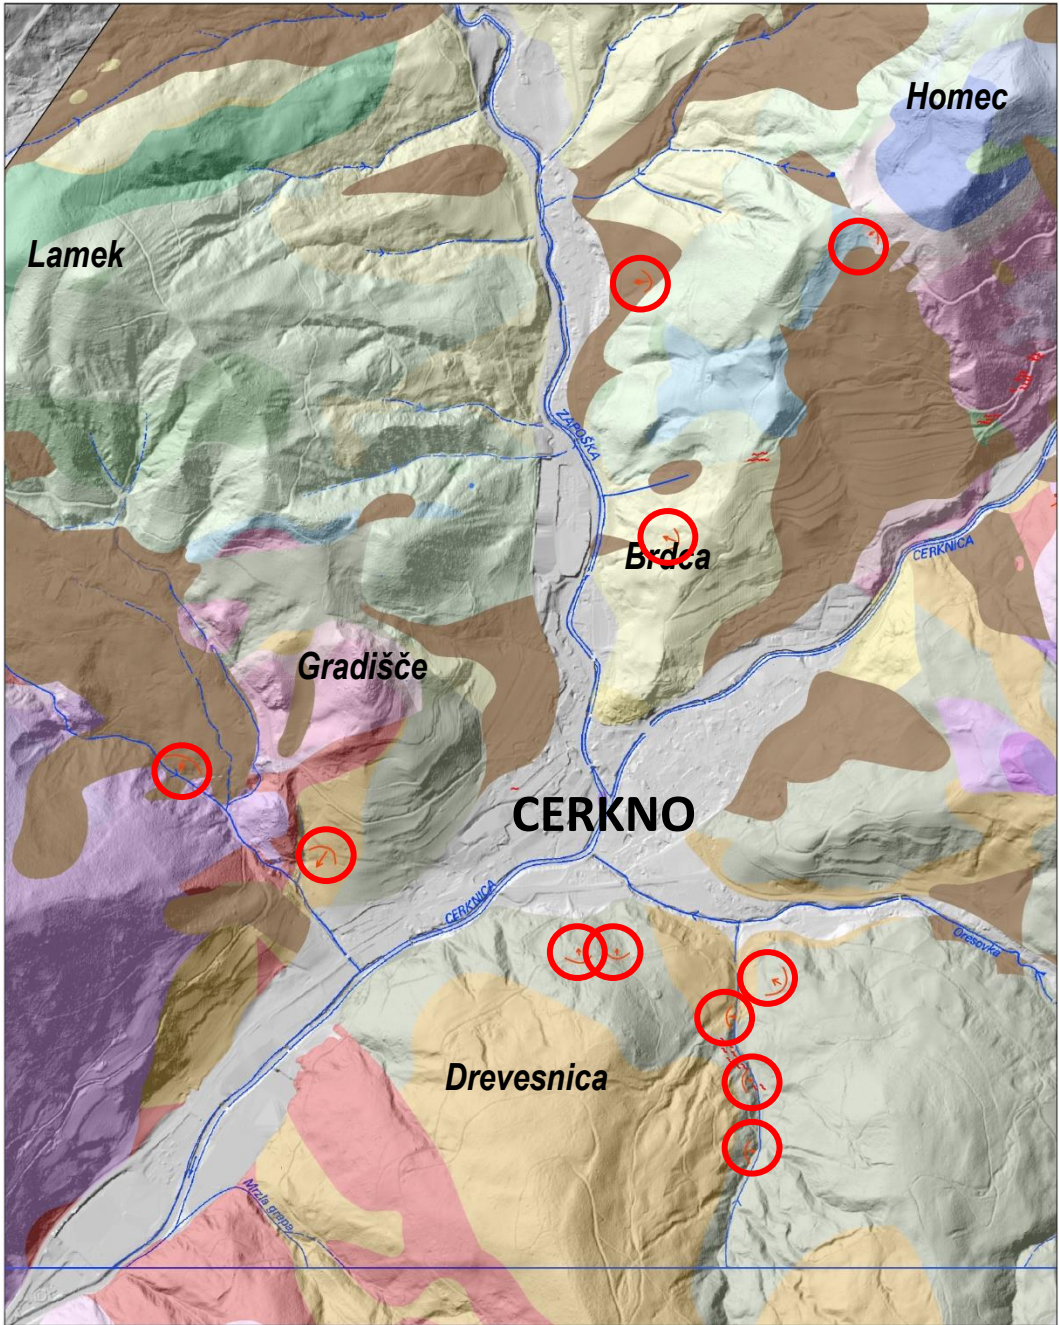 Homec
Lamek
ZAPOŠKA
CERKNICA
Brdca
Gradišče
CERKNO
CERKNICA
Oresovka
Drevesnica
Mrzla grapa